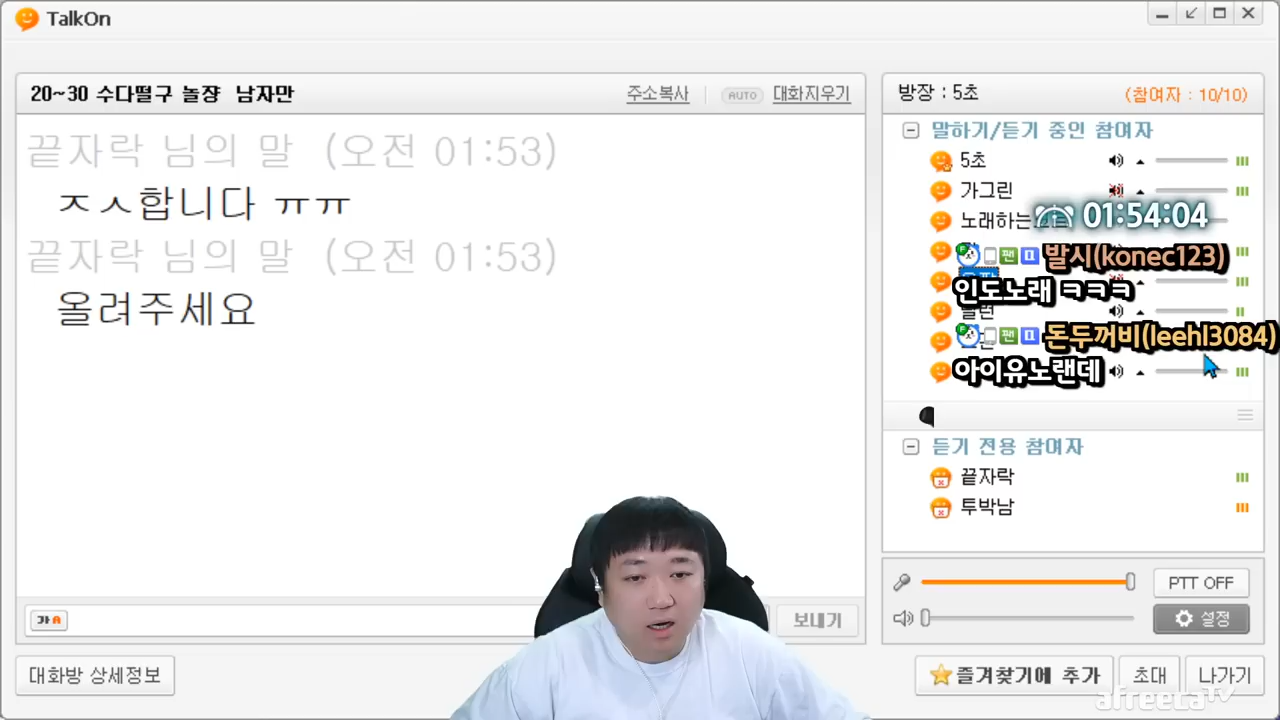 TalkOn
20~30 수다떨구 놀쟝 남자만
주소복사
AUTO
대화지우기
끝자락 님의 말 (오전 01:53)
ㅈㅅ합니다 ㅠㅠ
끝자락 님의 말 (오전 01:53)
올려주세요
가A
보내기
대화방 상세정보
방장 : 5초
(참여자 : 10/10)
말하기/듣기 중인 참여자
5초
가그린
노래하는
01:54:04
F 팬 발시(konec123)
인도노래 ㅋㅋㅋ
F 팬 돈두꺼비(leehl3084)
아이유노랜데
듣기 전용 참여자
끝자락
투박남
PTT OFF
설정
즐겨찾기에 추가
초대
나가기
afreecaTV